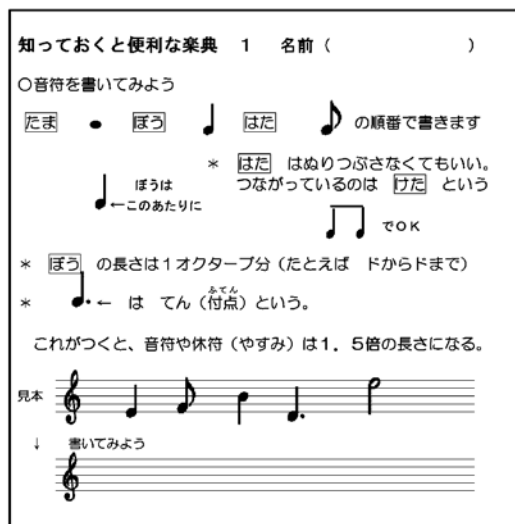 知っておくと便利な楽典 1 名前（ ）
○音符を書いてみよう
たま ぼう はた の順番で書きます
＊ はた はぬりつぶさなくてもいい。
つながっているのは けた という
ぼうは
←このあたりに
でOK
＊ ぼう の長さは1オクターブ分（たとえば ドからドまで）
＊ ← は てん（付点）という。
ふてん
これがつくと、音符や休符（やすみ）は1．5倍の長さになる。
見本
↓ 書いてみよう